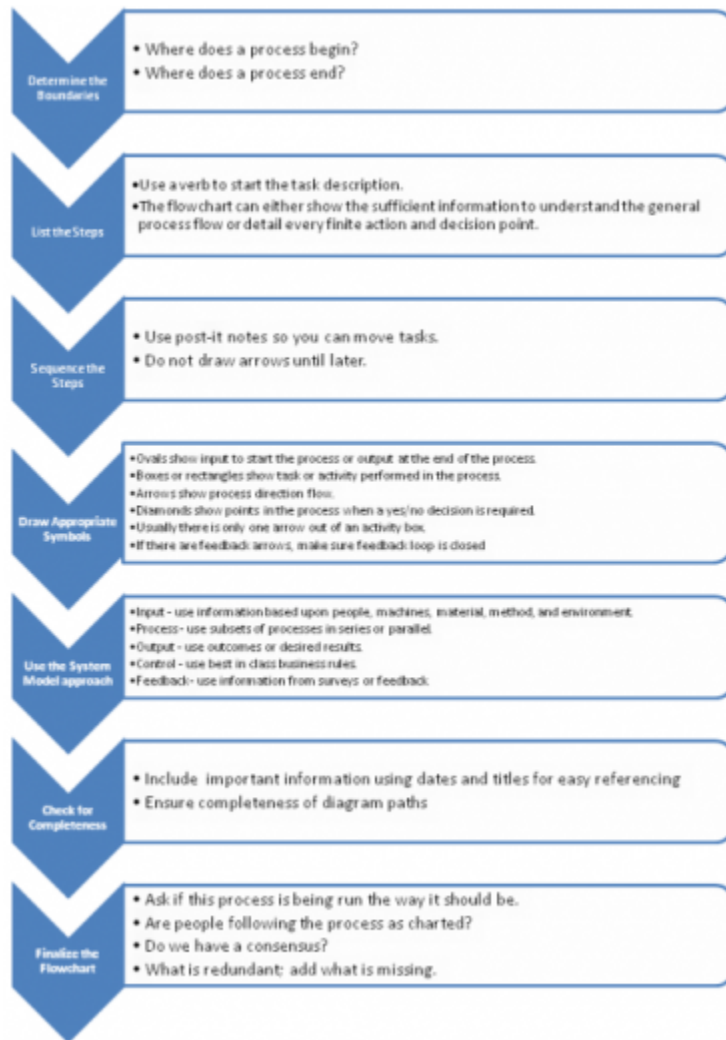 Determine the
Boundaries
• Where does a process begin?
• Where does a process end?
List the Steps
•Use a verb to start the task description.
•The flowchart can either show the sufficient information to understand the general
process flow or detail every finite action and decision point.
Sequence the
Steps
• Use post-it notes so you can move tasks.
• Do not draw arrows until later.
Draw Appropriate
Symbols
•Ovals show input to start the process or output at the end of the process.
•Boxes or rectangles show task or activity performed in the process.
•Arrows show process direction flow.
•Diamonds show points in the process when a yes/no decision is required.
•Usually there is only one arrow out of an activity box.
•If there are feedback arrows, make sure feedback loop is closed
Use the System
Model approach
•Input - use information based upon people, machines, material, method, and environment.
•Process - use subsets of processes in series or parallel.
•Output - use outcomes or desired results.
•Control - use best in class business rules.
•Feedback - use information from surveys or feedback
Check for
Completeness
• Include important information using dates and titles for easy referencing
• Ensure completeness of diagram paths
Finalize the
Flowchart
• Ask if this process is being run the way it should be.
• Are people following the process as charted?
• Do we have a consensus?
• What is redundant; add what is missing.